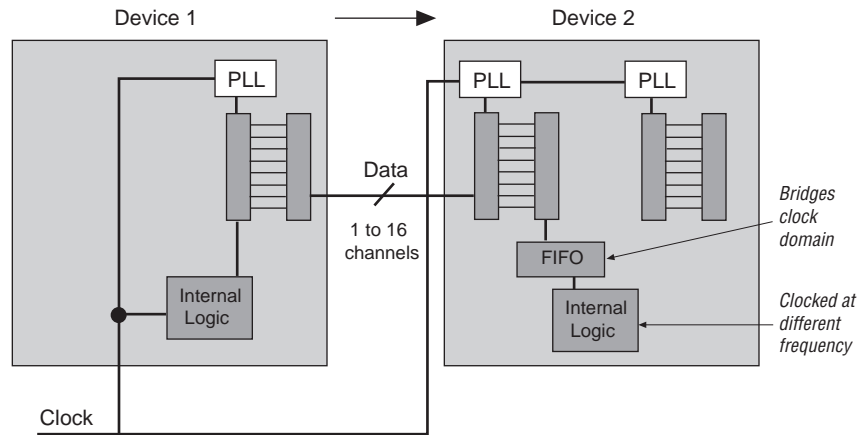 Device 1
Device 2
PLL
PLL
PLL
Data
1 to 16
channels
Bridges
clock
domain
FIFO
Internal
Logic
Internal
Logic
Clocked at
different
frequency
Clock